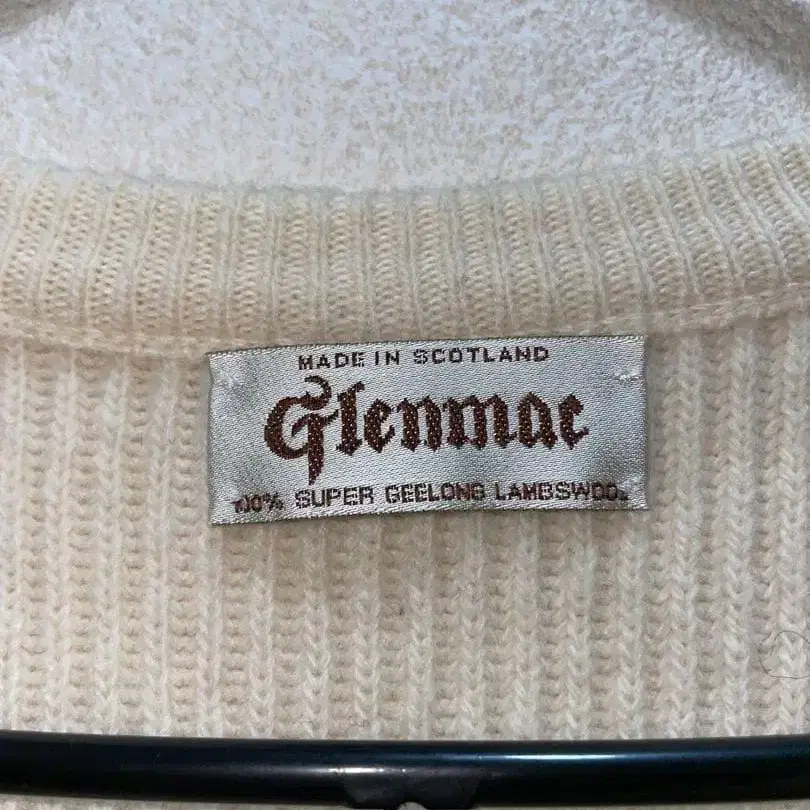 MADE IN SCOTLAND
Glenmac
100% SUPER GEELONG LAMBSWOOL